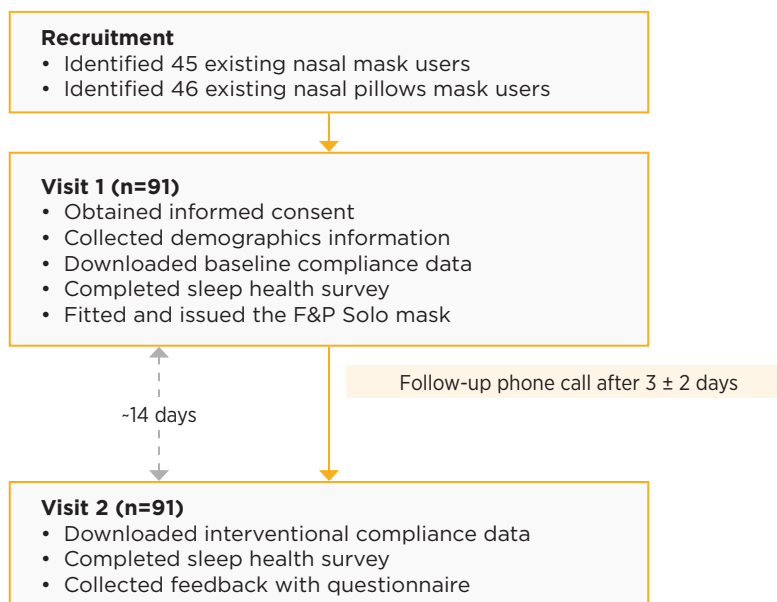 Recruitment
• Identified 45 existing nasal mask users
• Identified 46 existing nasal pillows mask users
Visit 1 (n=91)
• Obtained informed consent
• Collected demographics information
• Downloaded baseline compliance data
• Completed sleep health survey
• Fitted and issued the F&P Solo mask
Follow-up phone call after 3 ± 2 days
~14 days
Visit 2 (n=91)
• Downloaded interventional compliance data
• Completed sleep health survey
• Collected feedback with questionnaire